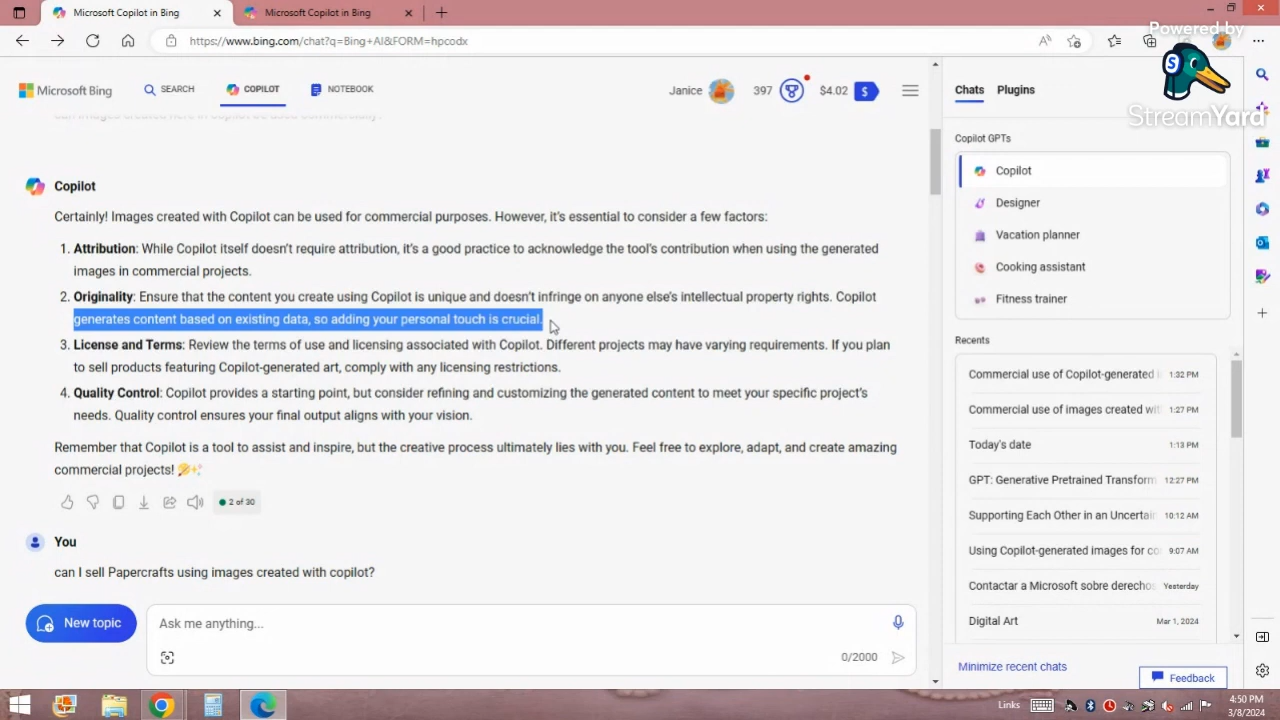 Microsoft Copilot in Bing
Microsoft Copilot in Bing
https://www.bing.com/chat?q=Bing+AI&FORM=hpcodx
Powered by
StreamYard
Microsoft Bing
SEARCH
COPILOT
NOTEBOOK
Janice
397
$4.02
can images created here in Copilot be used commercially?
Copilot
Certainly! Images created with Copilot can be used for commercial purposes. However, it's essential to consider a few factors:
1. Attribution: While Copilot itself doesn't require attribution, it's a good practice to acknowledge the tool's contribution when using the generated
images in commercial projects.
2. Originality: Ensure that the content you create using Copilot is unique and doesn't infringe on anyone else's intellectual property rights. Copilot
generates content based on existing data, so adding your personal touch is crucial.
3. License and Terms: Review the terms of use and licensing associated with Copilot. Different projects may have varying requirements. If you plan
to sell products featuring Copilot-generated art, comply with any licensing restrictions.
4. Quality Control: Copilot provides a starting point, but consider refining and customizing the generated content to meet your specific project's
needs. Quality control ensures your final output aligns with your vision.
Remember that Copilot is a tool to assist and inspire, but the creative process ultimately lies with you. Feel free to explore, adapt, and create amazing
commercial projects!
2 of 30
You
can I sell Papercrafts using images created with copilot?
New topic
Ask me anything...
0/2000
Chats
Plugins
Copilot GPTs
Copilot
Designer
Vacation planner
Cooking assistant
Fitness trainer
Recents
Commercial use of Copilot-generated 1:32 PM
Commercial use of images created wit 1:27 PM
Today's date 1:13 PM
GPT: Generative Pretrained Transform 12:27 PM
Supporting Each Other in an Uncertain 10:12 AM
Using Copilot-generated images for co 9:07 AM
Contactar a Microsoft sobre derechos Yesterday
Digital Art Mar 1, 2024
Minimize recent chats
Feedback
Links
4:50 PM
3/8/2024